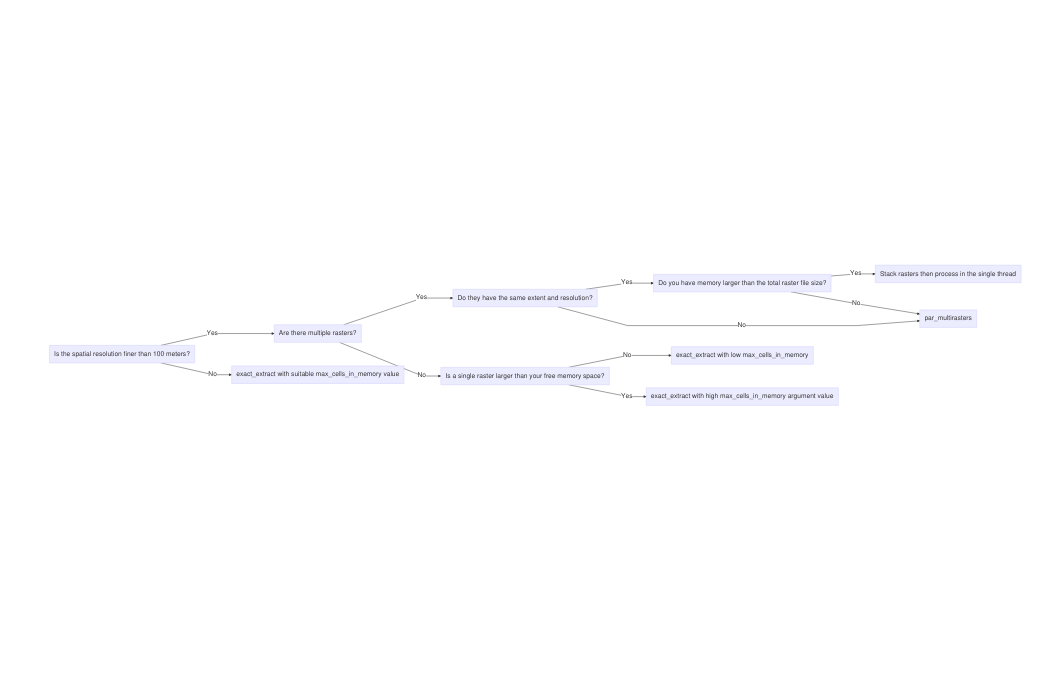 Is the spatial resolution finer than 100 meters?
Yes
No
Are there multiple rasters?
exact_extract with suitable max_cells_in_memory value
Yes
No
Do they have the same extent and resolution?
Is a single raster larger than your free memory space?
Yes
No
No
Yes
Do you have memory larger than the total raster file size?
exact_extract with low max_cells_in_memory
exact_extract with high max_cells_in_memory argument value
Yes
No
Stack rasters then process in the single thread
par_multirasters